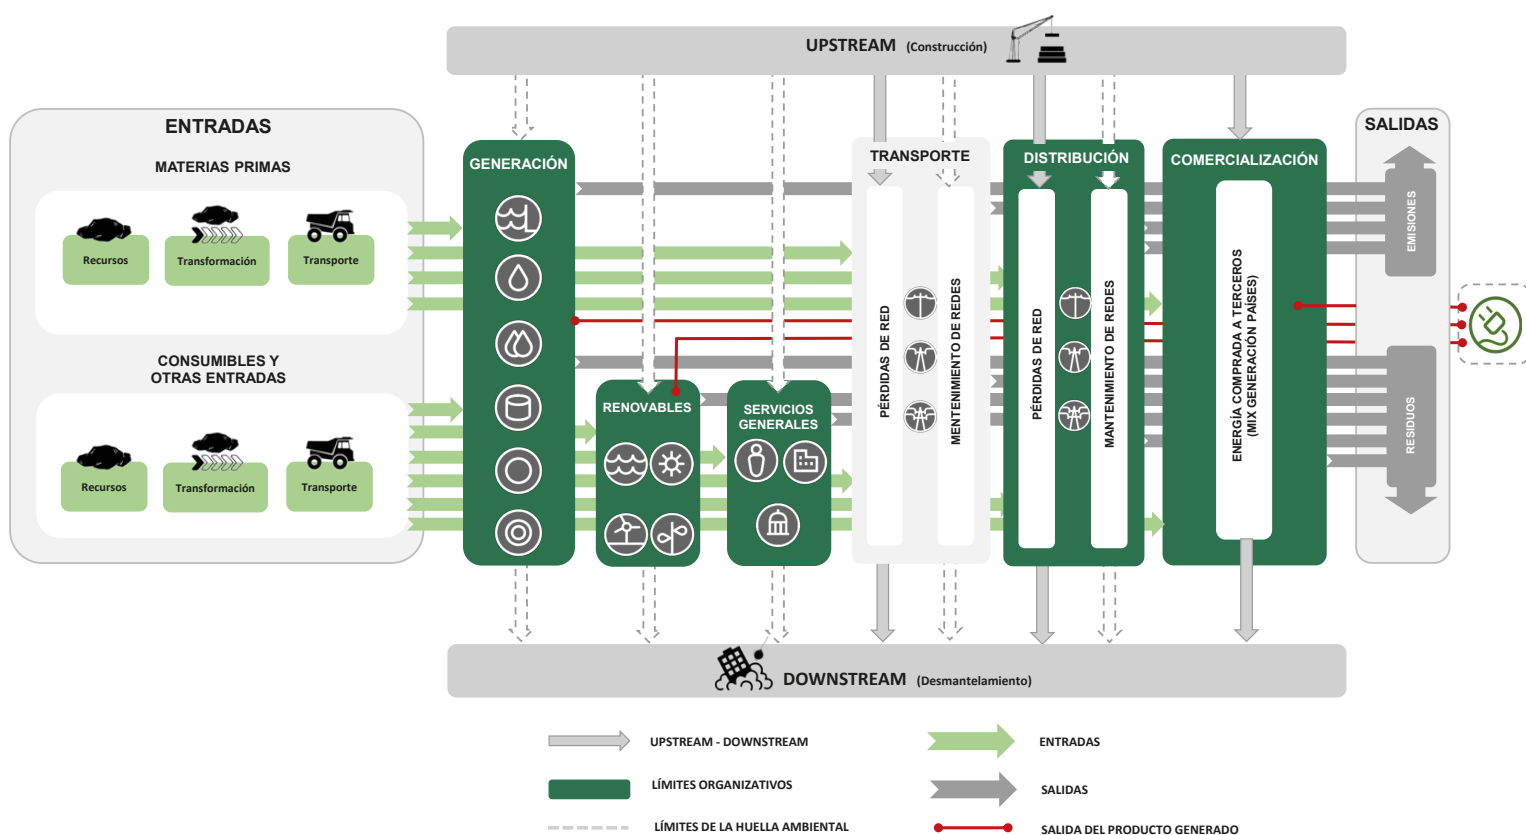 UPSTREAM (Construcción)
ENTRADAS
MATERIAS PRIMAS
Recursos
Transformación
Transporte
CONSUMIBLES Y
OTRAS ENTRADAS
Recursos
Transformación
Transporte
GENERACIÓN
RENOVABLES
SERVICIOS
GENERALES
TRANSPORTE
PÉRDIDAS DE RED
MENTENIMIENTO DE REDES
DISTRIBUCIÓN
PÉRDIDAS DE RED
MANTENIMIENTO DE REDES
COMERCIALIZACIÓN
ENERGÍA COMPRADA A TERCEROS
(MIX GENERACIÓN PAÍSES)
SALIDAS
EMISIONES
RESIDUOS
DOWNSTREAM (Desmantelamiento)
UPSTREAM - DOWNSTREAM
ENTRADAS
LÍMITES ORGANIZATIVOS
SALIDAS
LÍMITES DE LA HUELLA AMBIENTAL
SALIDA DEL PRODUCTO GENERADO